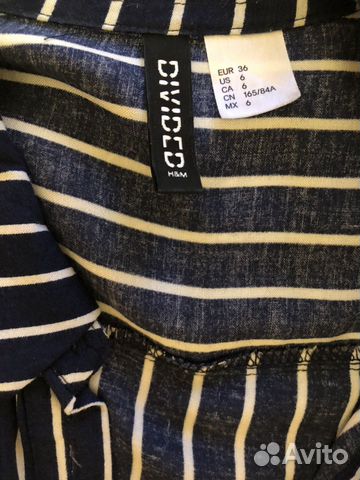 DIVIDED
H&M
EUR 36
US 6
CA 6
CN 165/84A
MX 6
Avito